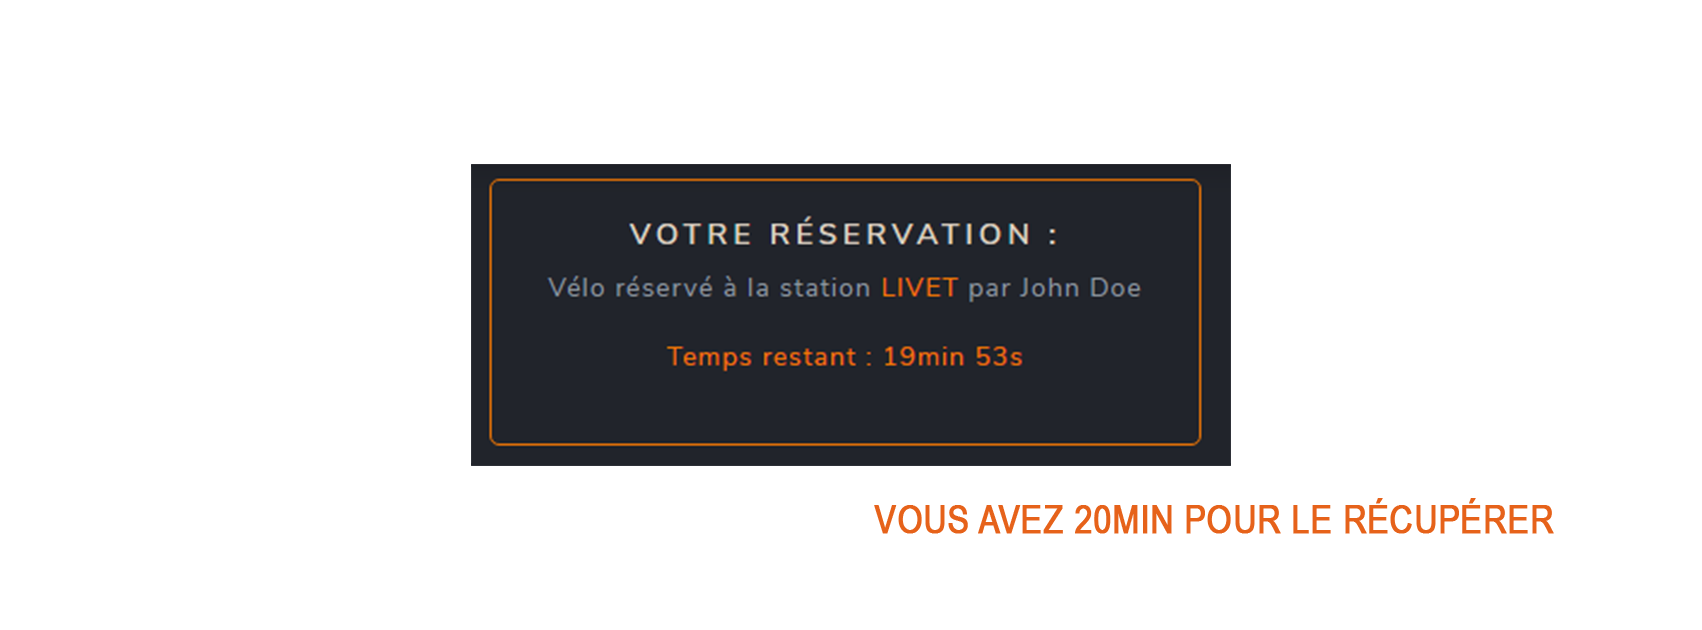 VOTRE RÉSERVATION :
Vélo réservé à la station LIVET par John Doe
Temps restant : 19min 53s
VOUS AVEZ 20MIN POUR LE RÉCUPÉRER